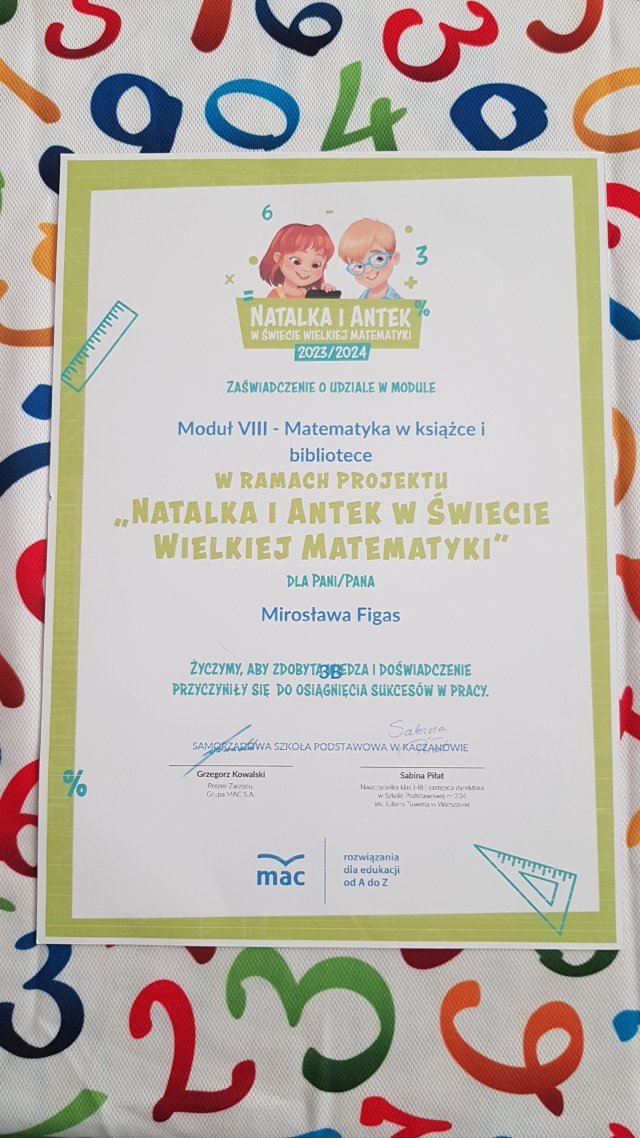 NATALKA I ANTEK
W ŚWIECIE WIELKIEJ MATEMATYKI
2023/2024
ZAŚWIADCZENIE O UDZIALE W MODULE
Moduł VIII - Matematyka w książce i
bibliotece
W RAMACH PROJEKTU
„NATALKA I ANTEK W ŚWIECIE
WIELKIEJ MATEMATYKI”
DLA PANI/PANA
Mirosława Figas
ŻYCZYMY, ABY ZDOBYTA WIEDZA I DOŚWIADCZENIE
3B
PRZYCZYNIŁY SIĘ DO OSIĄGNIĘCIA SUKCESÓW W PRACY.
Sabina
SAMORZĄDOWA SZKOŁA PODSTAWOWA W KACZANOWIE
Grzegorz Kowalski
Prezes Zarządu,
Grupa MAC S.A.
Sabina Piłat
Nauczycielka klas I-III i zastępca dyrektora
w Szkole Podstawowej nr 234
im. Juliana Tuwima w Warszawie
mac
rozwiązania
dla edukacji
od A do Z